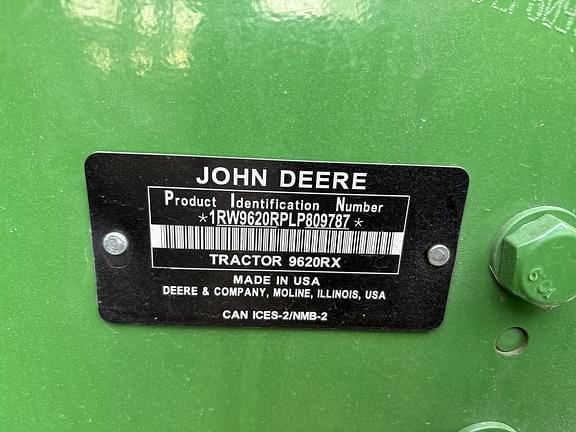 JOHN DEERE
Product Identification Number
*1RW9620RPLP809787*
TRACTOR 9620RX
MADE IN USA
DEERE & COMPANY, MOLINE, ILLINOIS, USA
CAN ICES-2/NMB-2